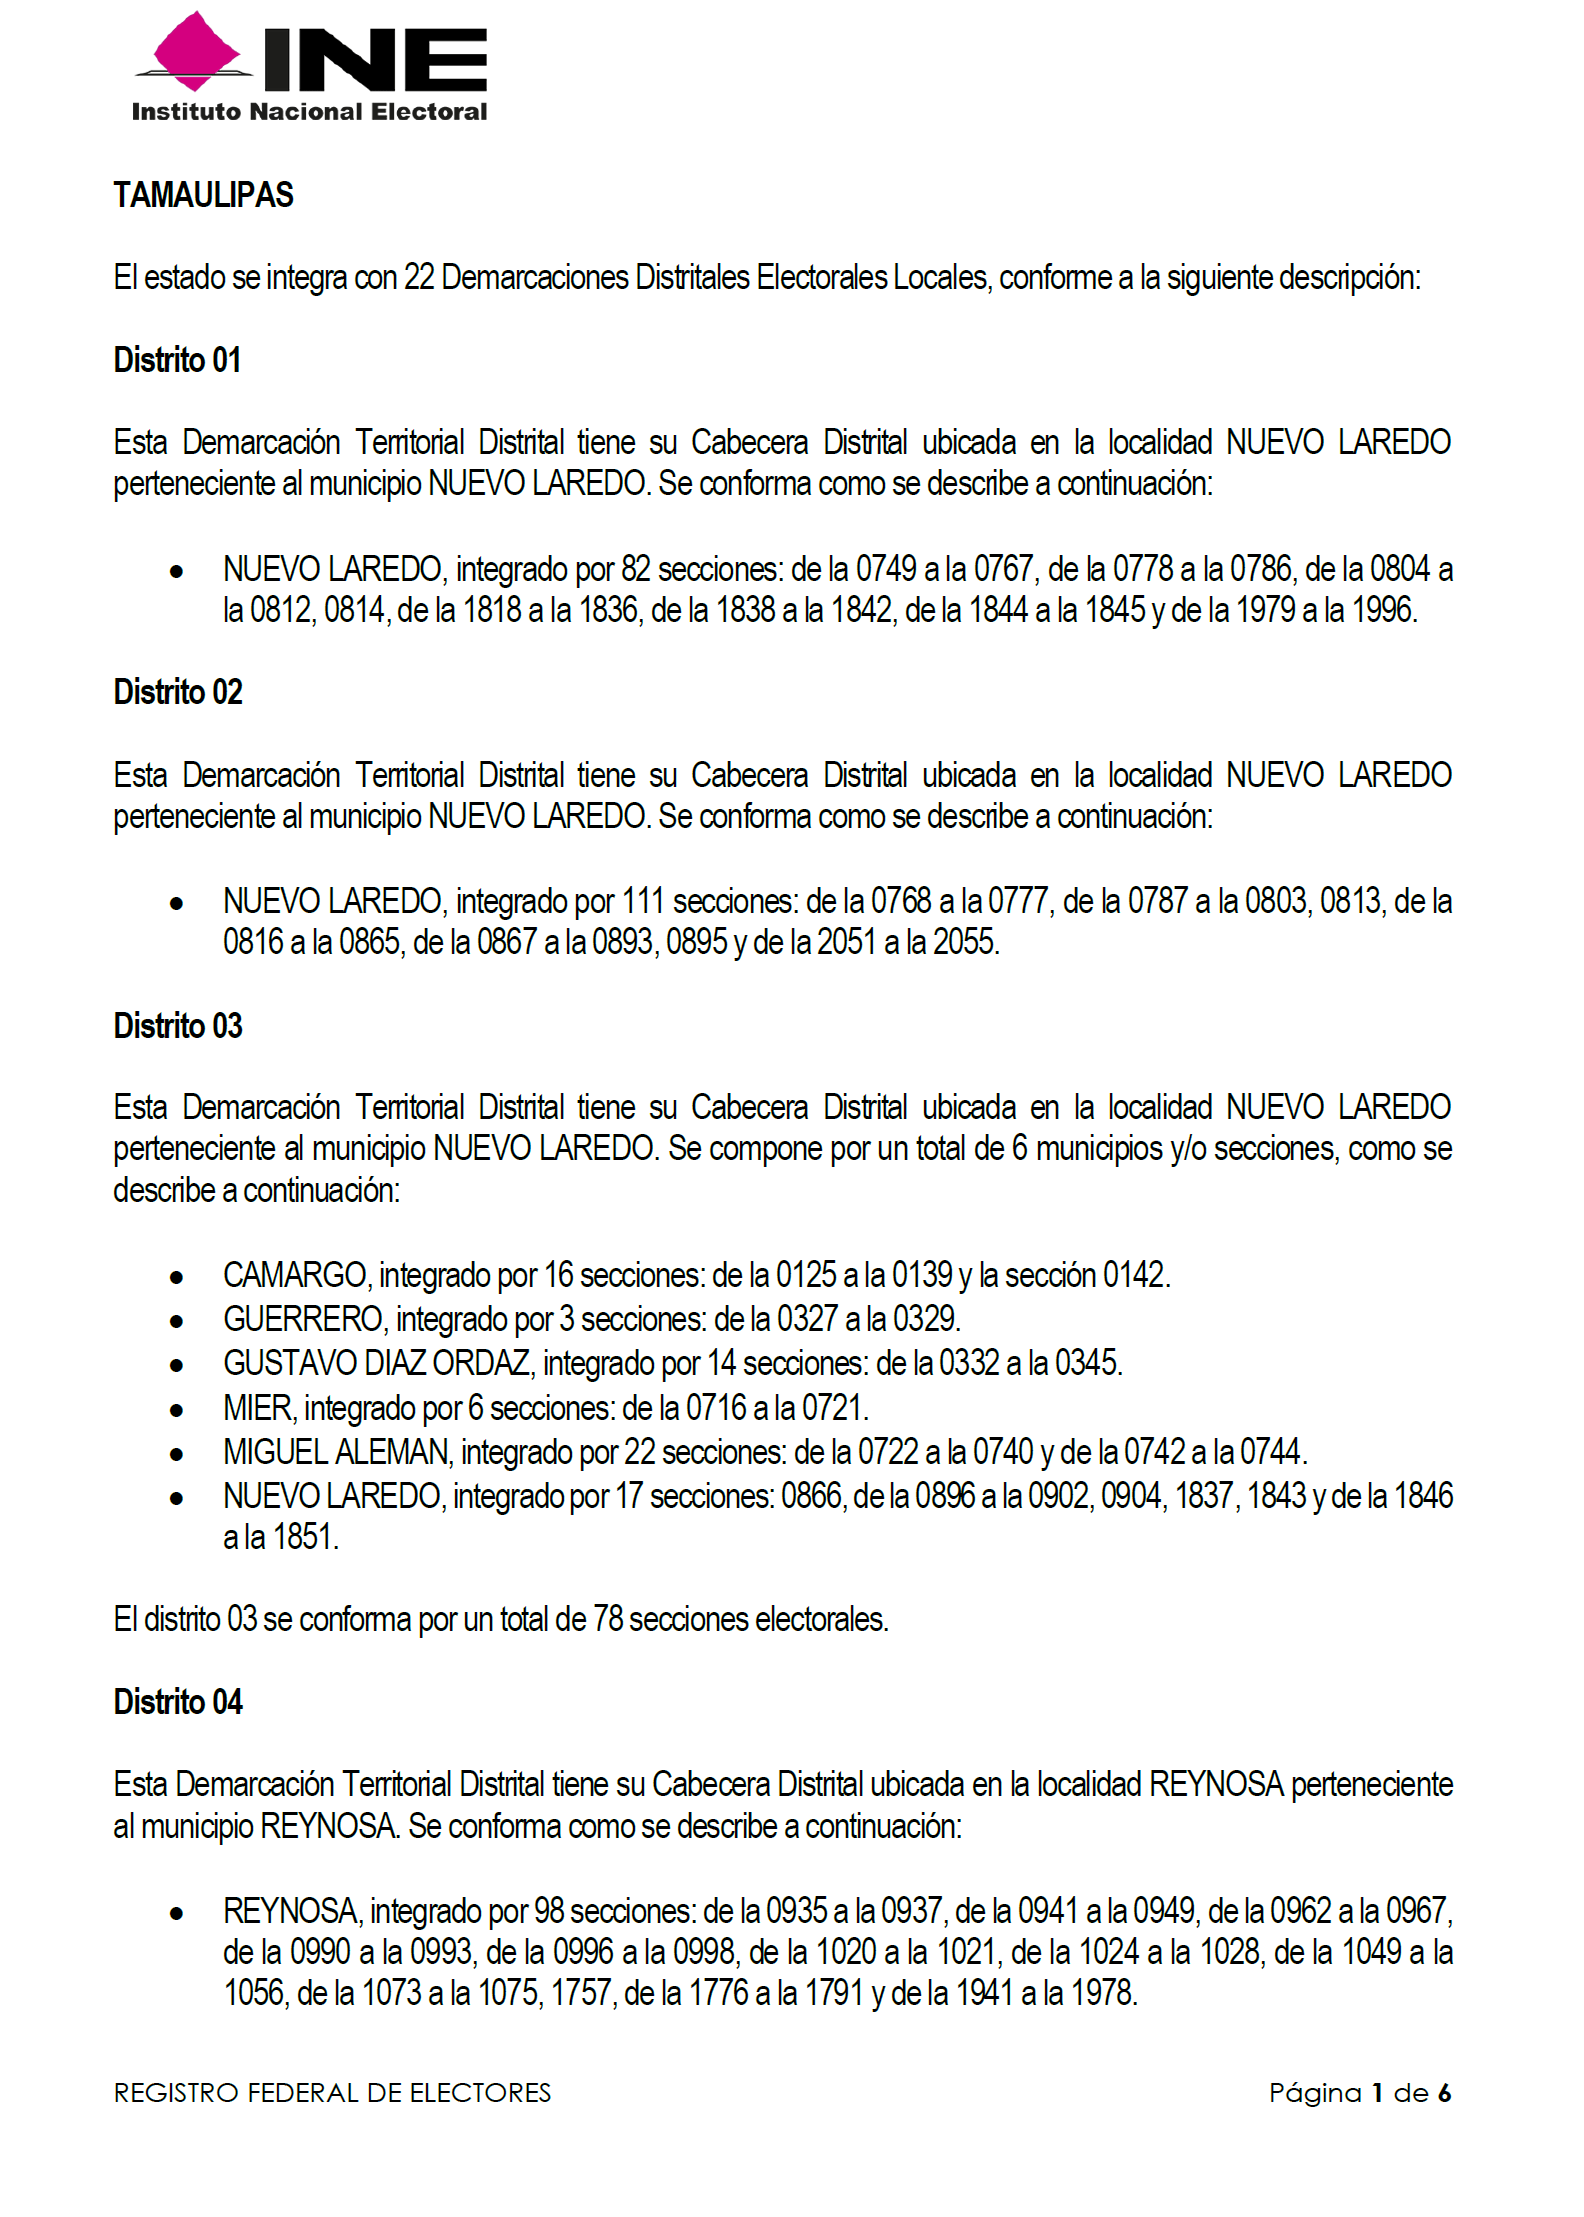 INE
Instituto Nacional Electoral
TAMAULIPAS
El estado se integra con 22 Demarcaciones Distritales Electorales Locales, conforme a la siguiente descripción:
Distrito 01
Esta Demarcación Territorial Distrital tiene su Cabecera Distrital ubicada en la localidad NUEVO LAREDO
perteneciente al municipio NUEVO LAREDO. Se conforma como se describe a continuación:
● NUEVO LAREDO, integrado por 82 secciones: de la 0749 a la 0767, de la 0778 a la 0786, de la 0804 a
la 0812, 0814, de la 1818 a la 1836, de la 1838 a la 1842, de la 1844 a la 1845 y de la 1979 a la 1996.
Distrito 02
Esta Demarcación Territorial Distrital tiene su Cabecera Distrital ubicada en la localidad NUEVO LAREDO
perteneciente al municipio NUEVO LAREDO. Se conforma como se describe a continuación:
● NUEVO LAREDO, integrado por 111 secciones: de la 0768 a la 0777, de la 0787 a la 0803, 0813, de la
0816 a la 0865, de la 0867 a la 0893, 0895 y de la 2051 a la 2055.
Distrito 03
Esta Demarcación Territorial Distrital tiene su Cabecera Distrital ubicada en la localidad NUEVO LAREDO
perteneciente al municipio NUEVO LAREDO. Se compone por un total de 6 municipios y/o secciones, como se
describe a continuación:
● CAMARGO, integrado por 16 secciones: de la 0125 a la 0139 y la sección 0142.
● GUERRERO, integrado por 3 secciones: de la 0327 a la 0329.
● GUSTAVO DIAZ ORDAZ, integrado por 14 secciones: de la 0332 a la 0345.
● MIER, integrado por 6 secciones: de la 0716 a la 0721.
● MIGUEL ALEMAN, integrado por 22 secciones: de la 0722 a la 0740 y de la 0742 a la 0744.
● NUEVO LAREDO, integrado por 17 secciones: 0866, de la 0896 a la 0902, 0904, 1837, 1843 y de la 1846
a la 1851.
El distrito 03 se conforma por un total de 78 secciones electorales.
Distrito 04
Esta Demarcación Territorial Distrital tiene su Cabecera Distrital ubicada en la localidad REYNOSA perteneciente
al municipio REYNOSA. Se conforma como se describe a continuación:
● REYNOSA, integrado por 98 secciones: de la 0935 a la 0937, de la 0941 a la 0949, de la 0962 a la 0967,
de la 0990 a la 0993, de la 0996 a la 0998, de la 1020 a la 1021, de la 1024 a la 1028, de la 1049 a la
1056, de la 1073 a la 1075, 1757, de la 1776 a la 1791 y de la 1941 a la 1978.
REGISTRO FEDERAL DE ELECTORES Página 1 de 6